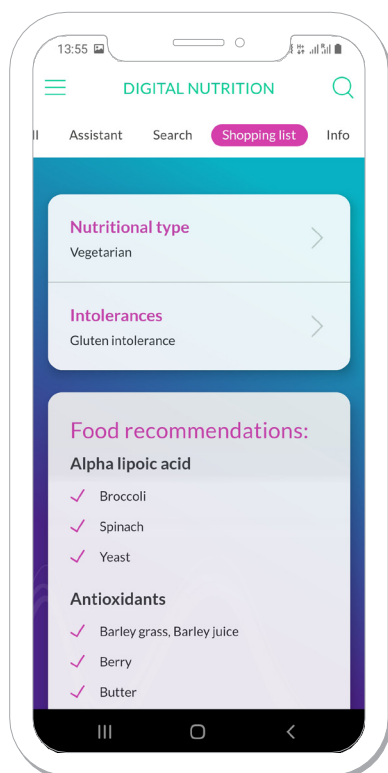 13:55
DIGITAL NUTRITION
ll Assistant Search Shopping list Info
Nutritional type
Vegetarian
Intolerances
Gluten intolerance
Food recommendations:
Alpha lipoic acid
Broccoli
Spinach
Yeast
Antioxidants
Barley grass, Barley juice
Berry
Butter